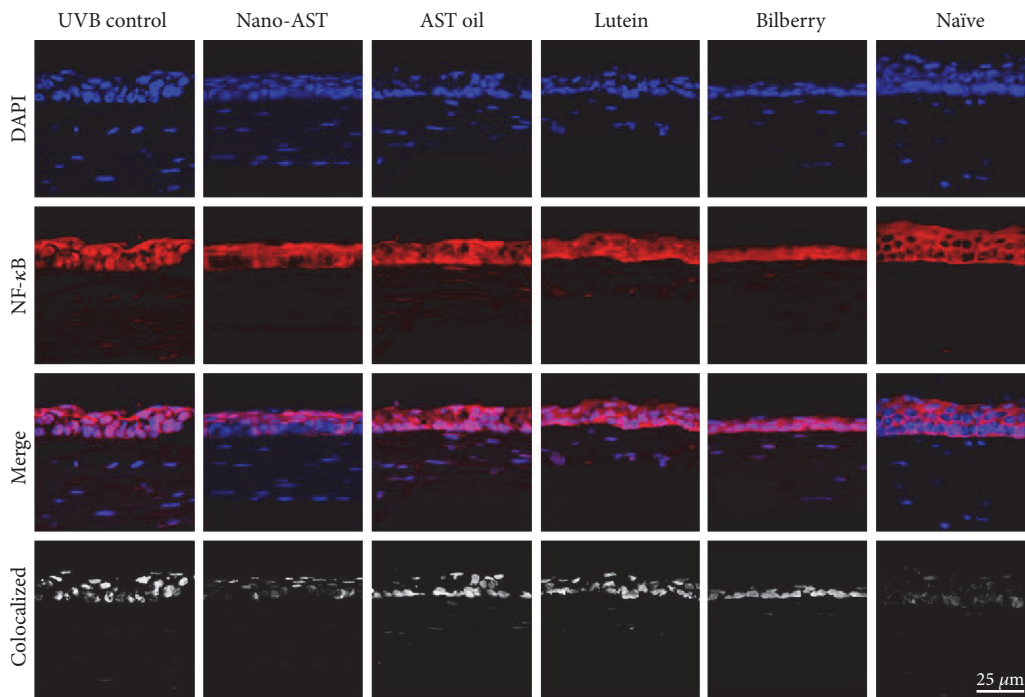 UVB control Nano-AST AST oil Lutein Bilberry Naïve
DAPI
NF-κB
Merge
Colocalized
25 μm